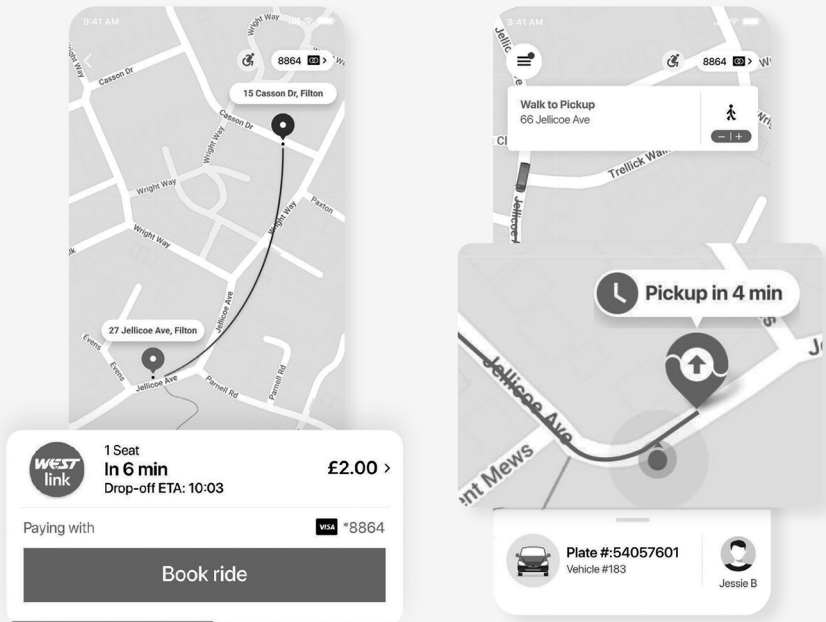 9:41 AM
Wright Way
8864
15 Casson Dr, Filton
Casson Dr
Casson Dr
Wright Way
Wright Way
Wright Way
Wright Way
Paxton
Jellicoe Ave
27 Jellicoe Ave, Filton
Evens
Evens
Jellicoe Ave
Parnell Rd
Parnell Rd
WEST
link
1 Seat
In 6 min
Drop-off ETA: 10:03
£2.00 >
Paying with
VISA *8864
Book ride
9:41 AM
8864
Walk to Pickup
66 Jellicoe Ave
− | +
Pickup in 4 min
Jellicoe Ave
Plate #:54057601
Vehicle #183
Jessie B